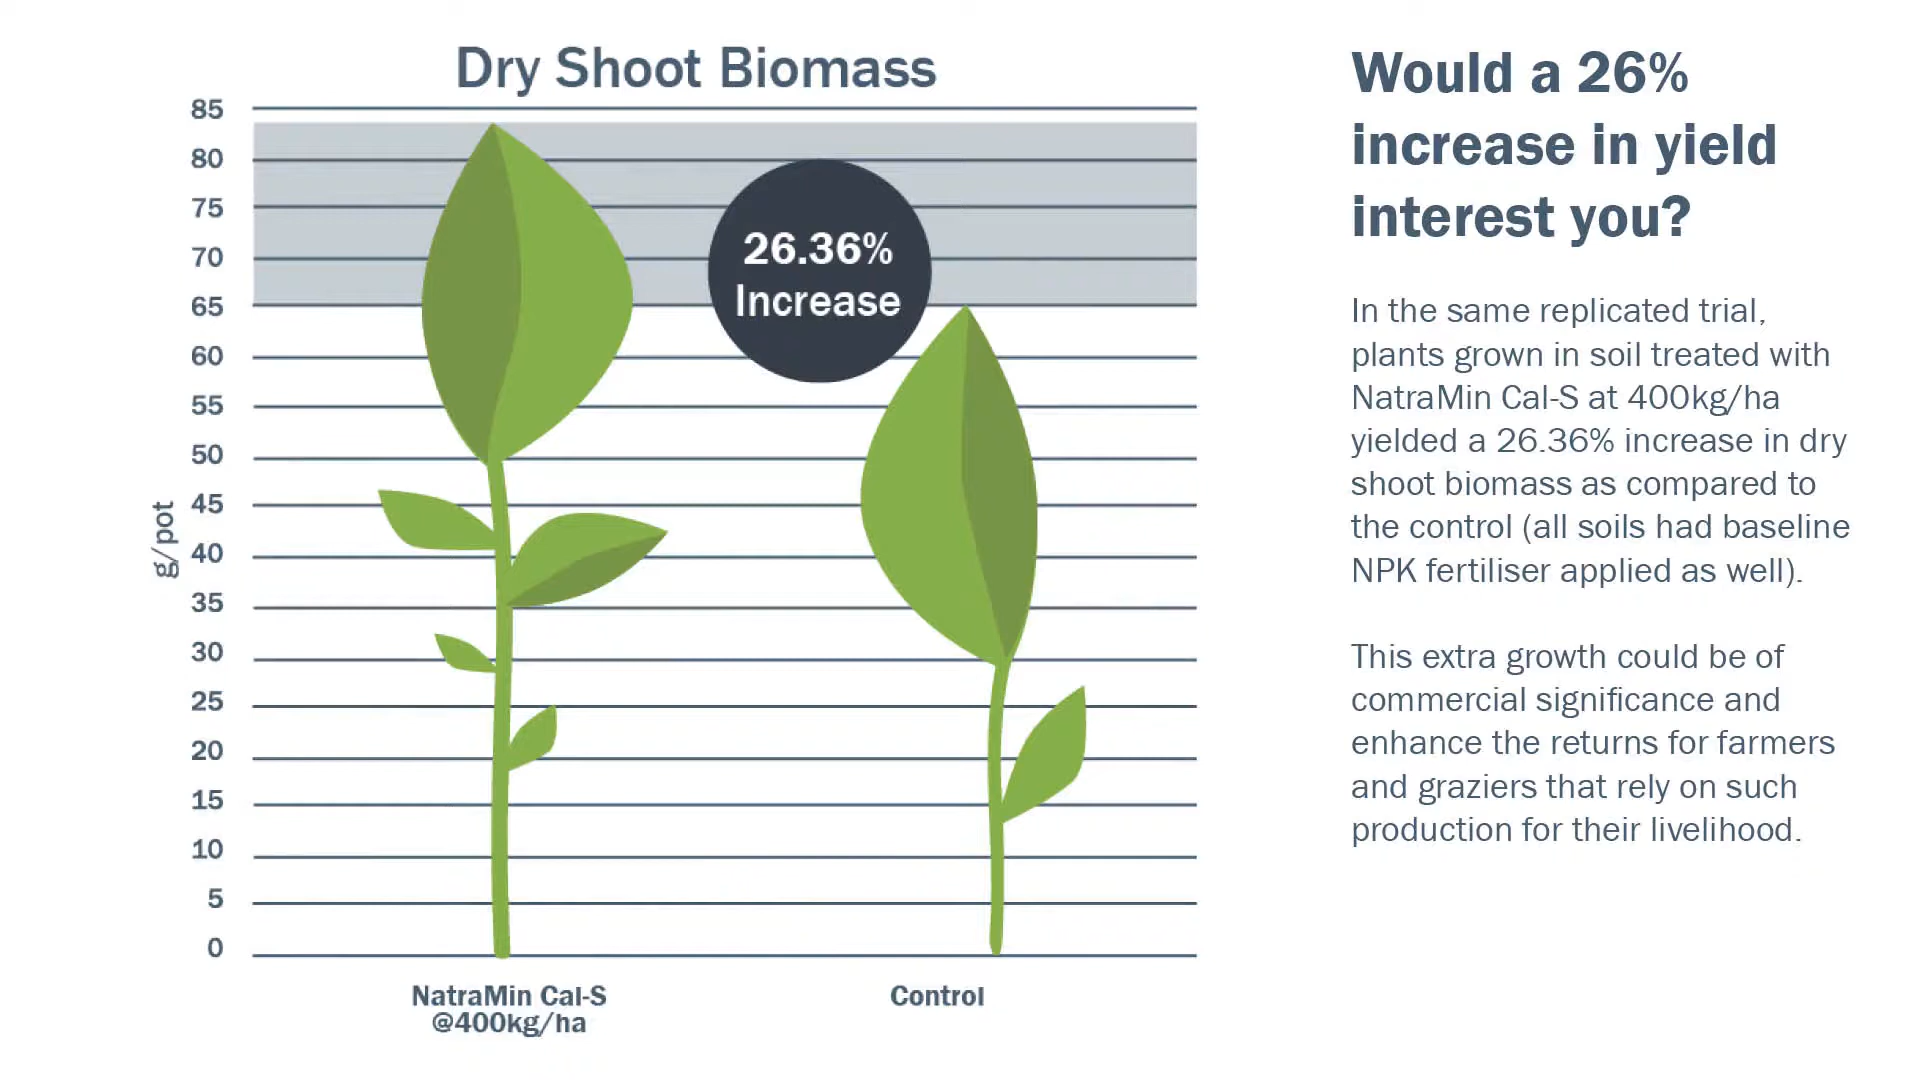 Dry Shoot Biomass
85
80
75
70
65
60
55
50
45
40
35
30
25
20
15
10
5
0
g/pot
26.36%
Increase
NatraMin Cal-S
@400kg/ha
Control
Would a 26%
increase in yield
interest you?
In the same replicated trial,
plants grown in soil treated with
NatraMin Cal-S at 400kg/ha
yielded a 26.36% increase in dry
shoot biomass as compared to
the control (all soils had baseline
NPK fertiliser applied as well).
This extra growth could be of
commercial significance and
enhance the returns for farmers
and graziers that rely on such
production for their livelihood.